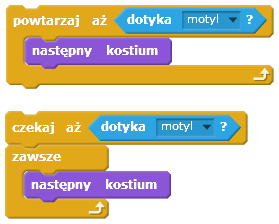 powtarzaj aż dotyka motyl ?
następny kostium
czekaj aż dotyka motyl ?
zawsze
następny kostium